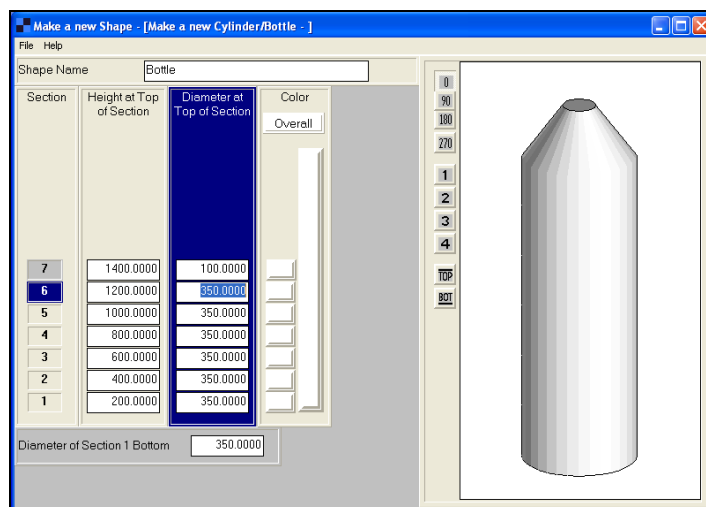 Make a new Shape - [Make a new Cylinder/Bottle - ]
File Help
Shape Name Bottle
Section Height at Top of Section Diameter at Top of Section Color
Overall
7 1400.0000 100.0000
6 1200.0000 350.0000
5 1000.0000 350.0000
4 800.0000 350.0000
3 600.0000 350.0000
2 400.0000 350.0000
1 200.0000 350.0000
Diameter of Section 1 Bottom 350.0000
0
90
180
270
1
2
3
4
TOP
BOT